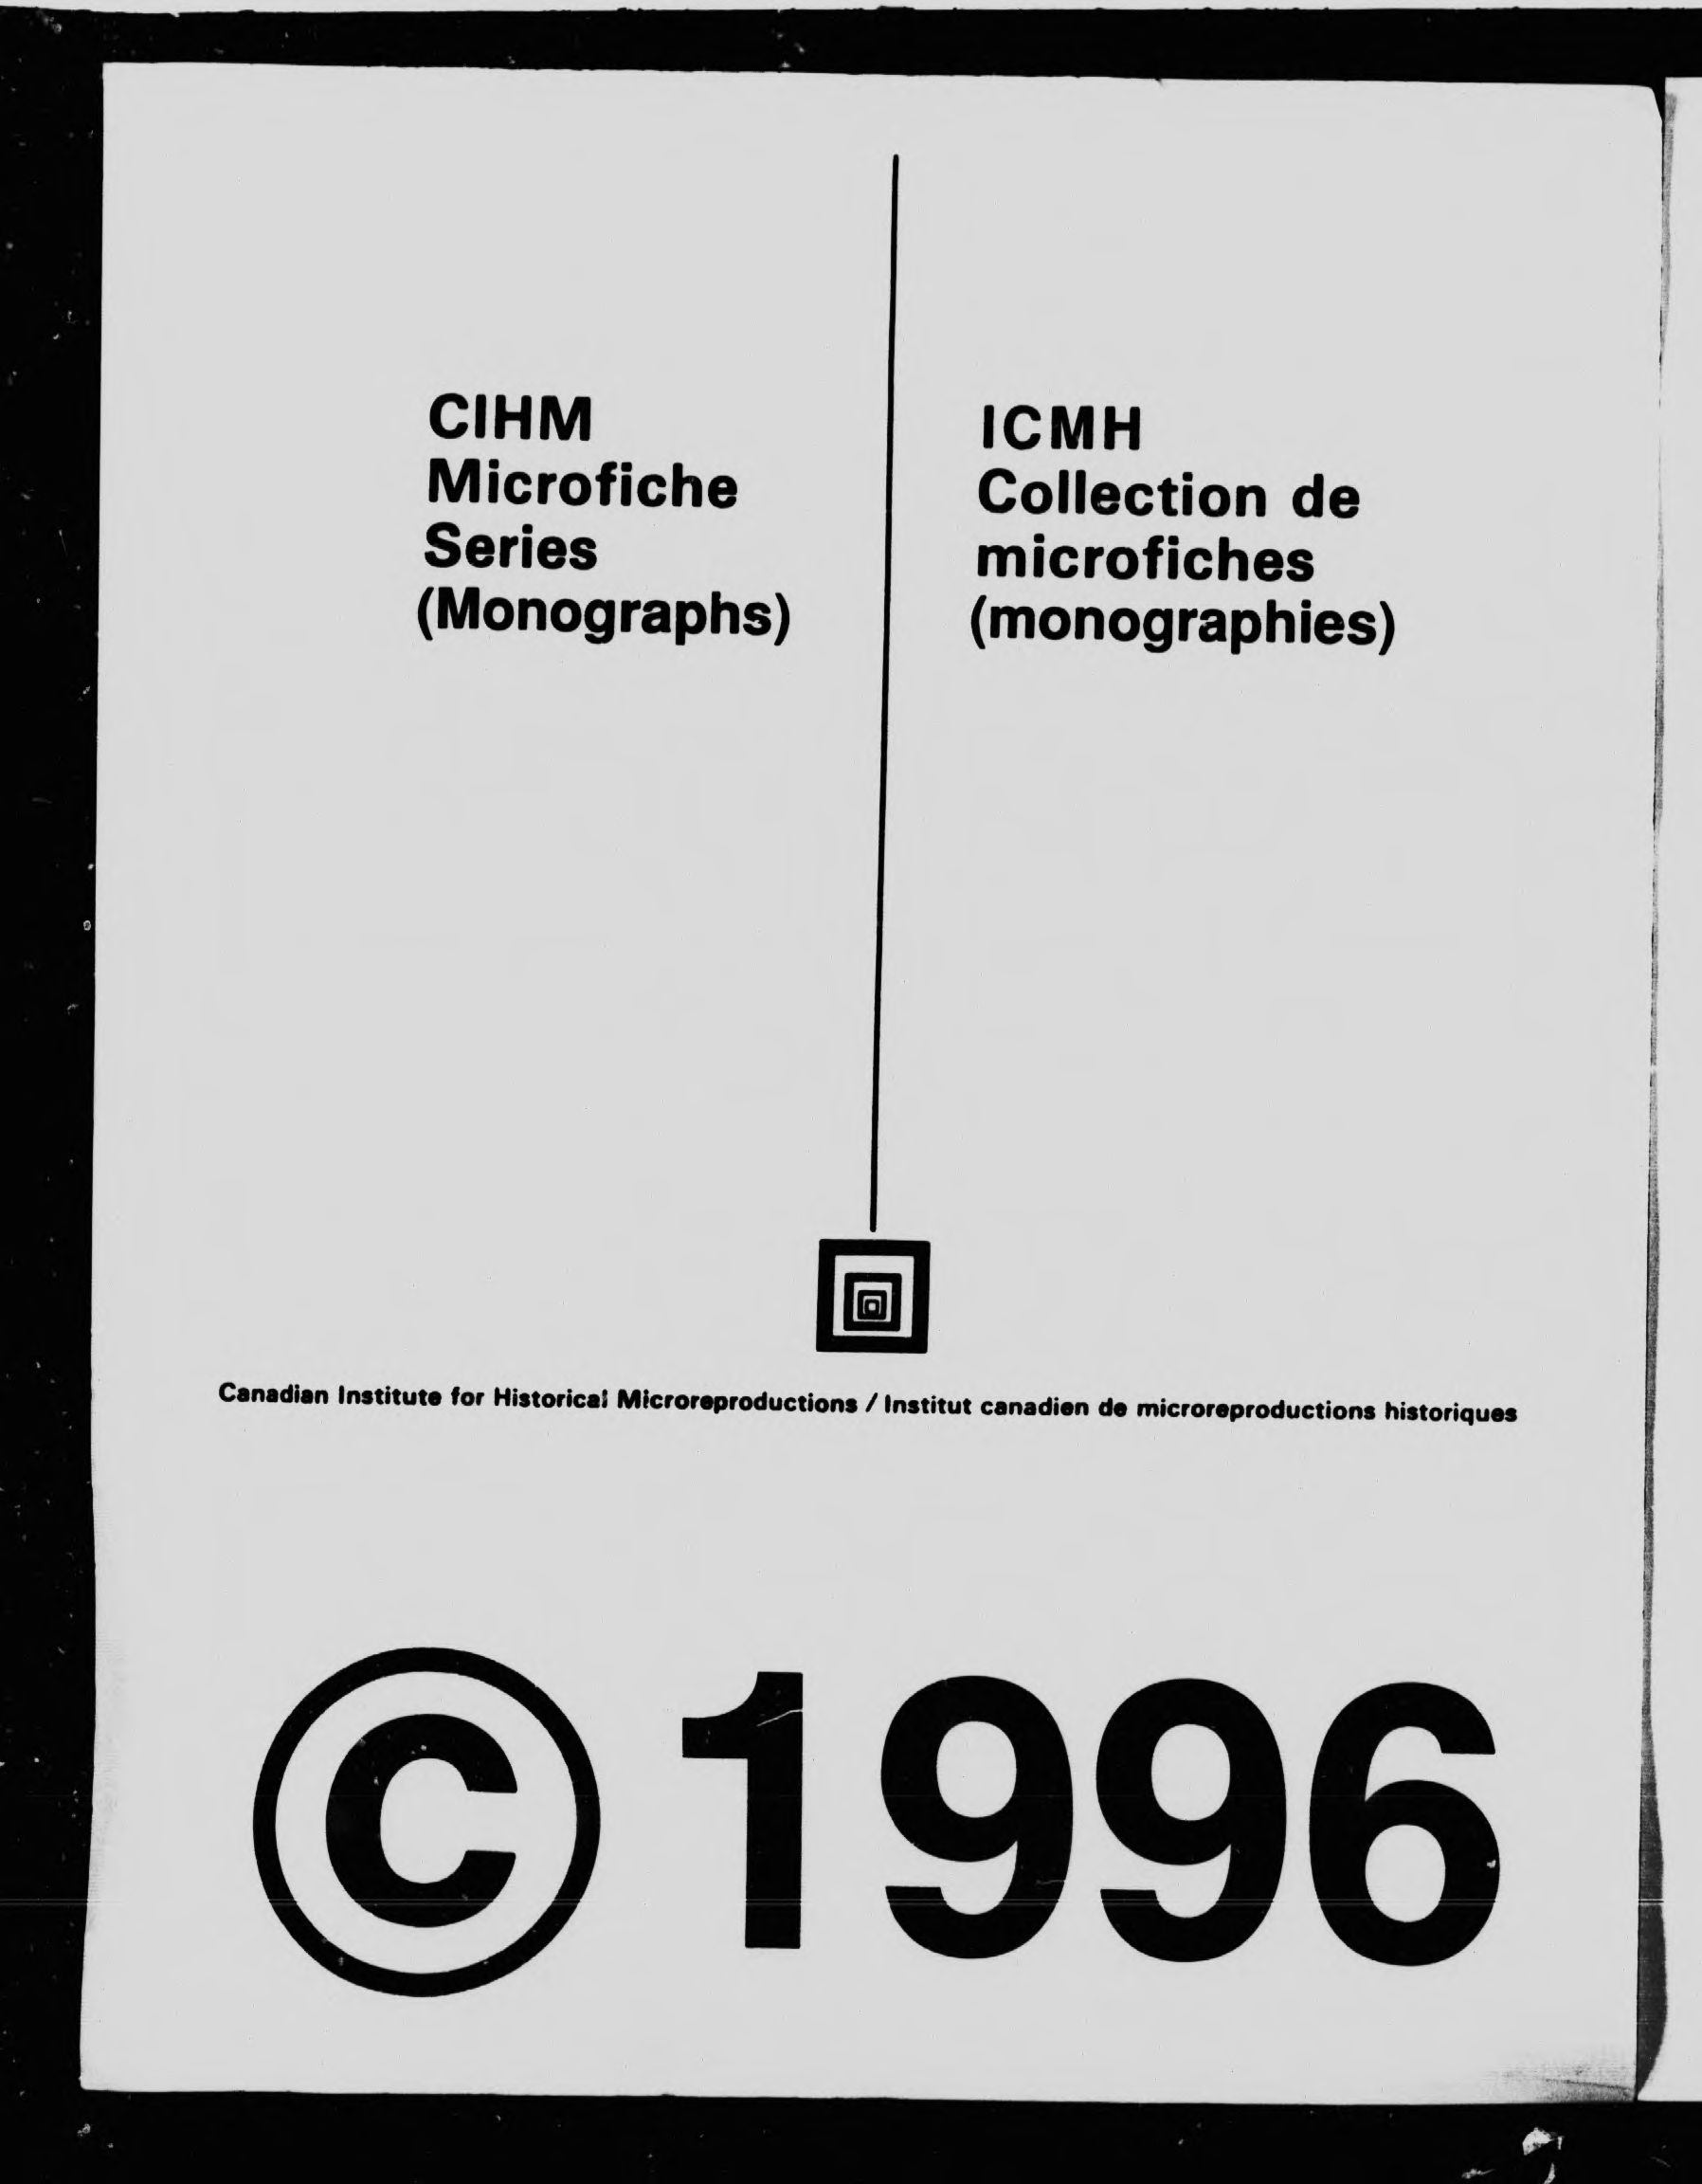 CIHM
Microfiche
Series
(Monographs)
ICMH
Collection de
microfiches
(monographies)
Canadian Institute for Historical Microreproductions / Institut canadien de microreproductions historiques
© 1996